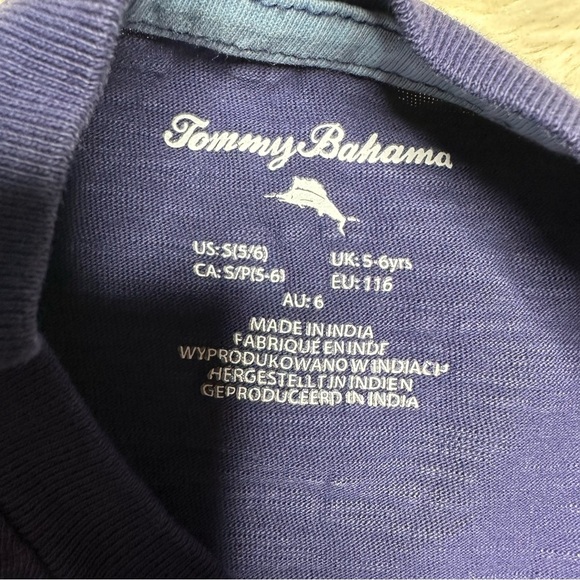 Tommy Bahama
US: S(5/6) UK: 5-6yrs
CA: S/P(5-6) EU: 116
AU: 6
MADE IN INDIA
FABRIQUÉ EN INDE
WYPRODUKOWANO W INDIACH
HERGESTELLT IN INDIEN
GEPRODUCEERD IN INDIA